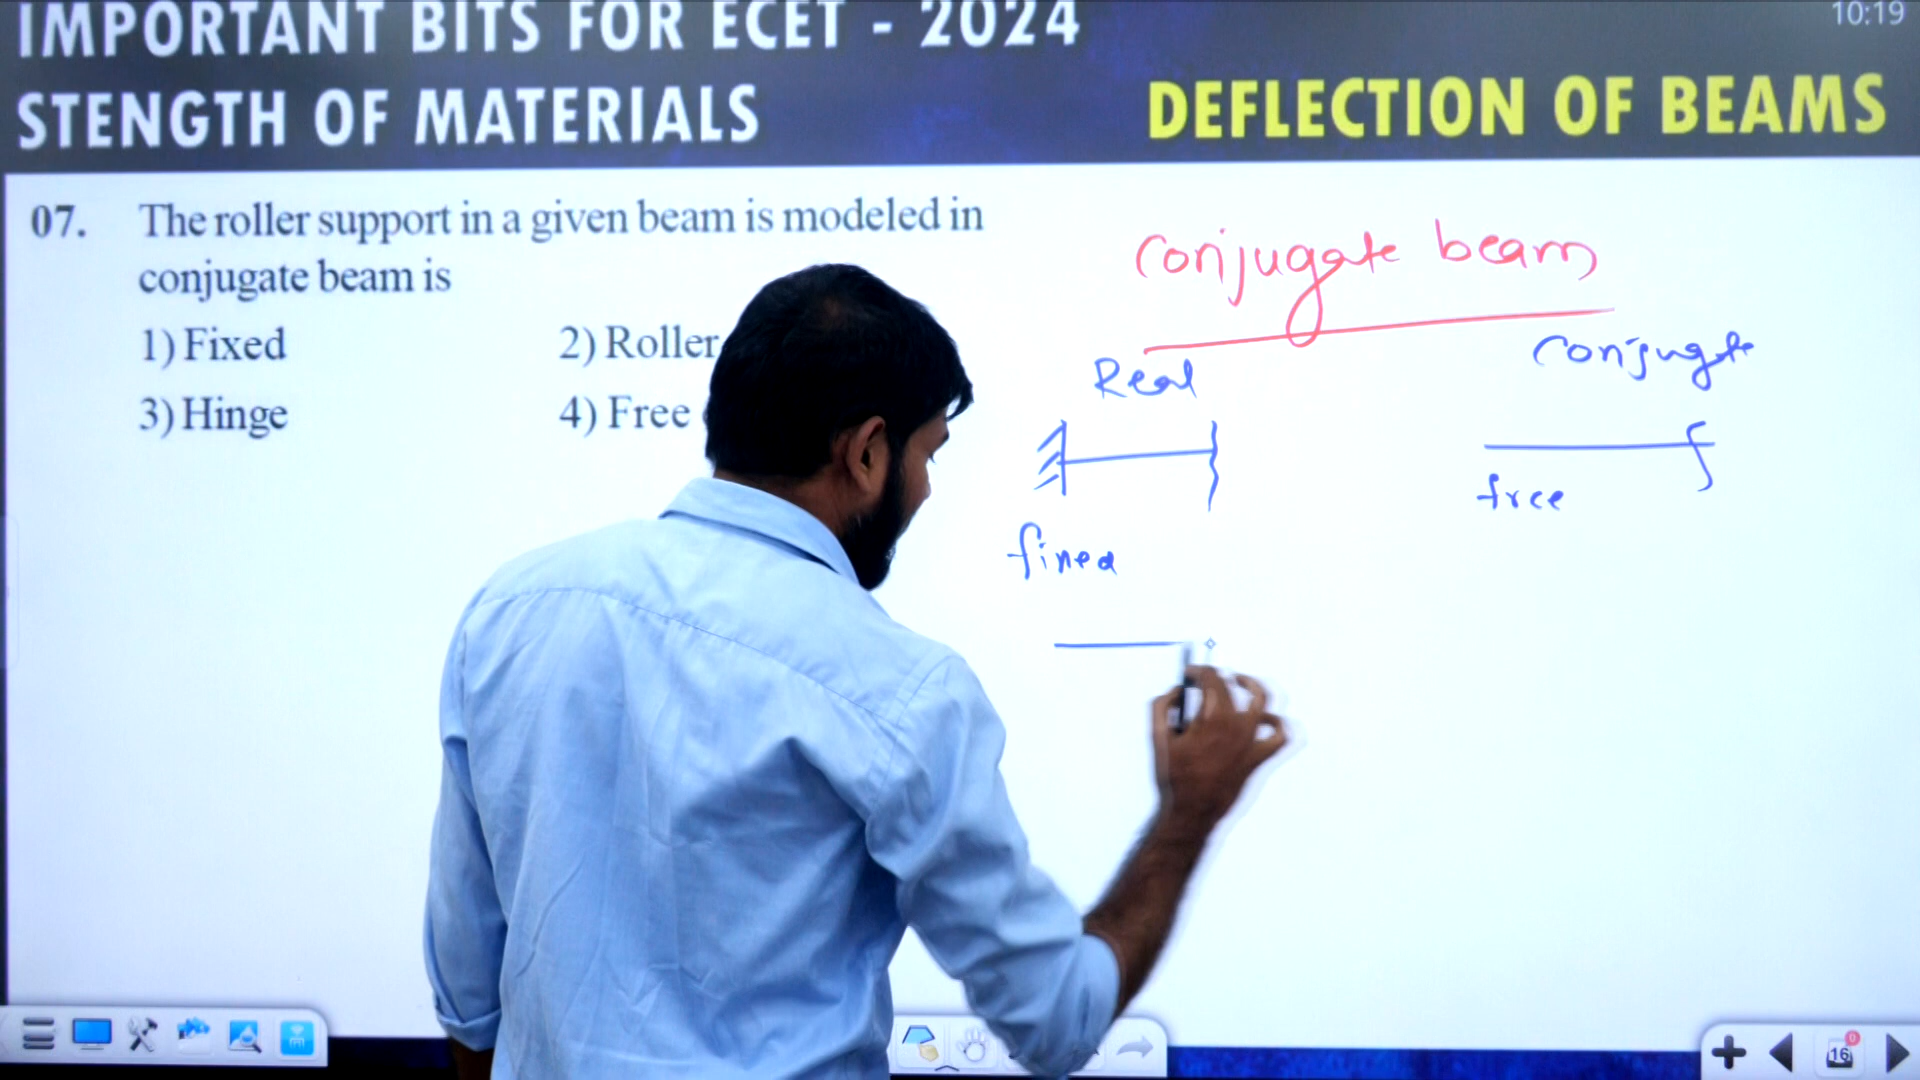 IMPORTANT BITS FOR ECET - 2024
10:19
STENGTH OF MATERIALS
DEFLECTION OF BEAMS
07. The roller support in a given beam is modeled in
conjugate beam is
1) Fixed
2) Roller
3) Hinge
4) Free
Conjugate beam
Real
Conjugate
free
fixed
16